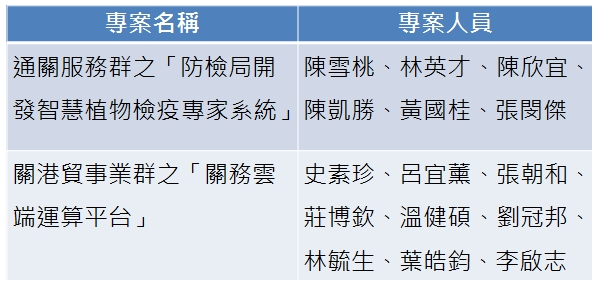 專案名稱
專案人員
通關服務群之「防檢局開
發智慧植物檢疫專家系統」
陳雪桃、林英才、陳欣宜、
陳凱勝、黃國桂、張閔傑
關港貿事業群之「關務雲
端運算平台」
史素珍、呂宜薰、張朝和、
莊博欽、溫健碩、劉冠邦、
林毓生、葉皓鈞、李啟志